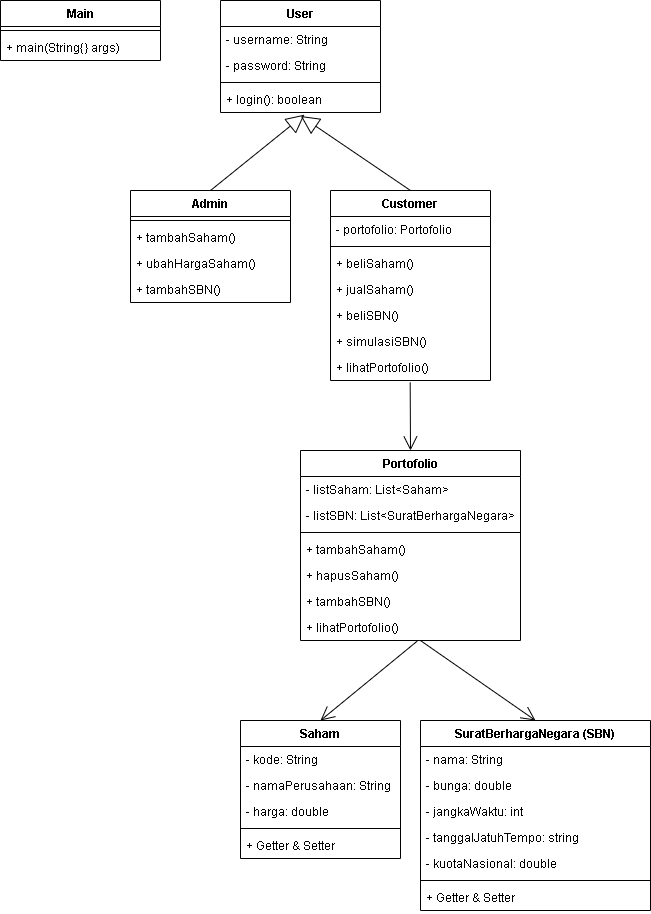 Main
+ main(String{} args)
User
- username: String
- password: String
+ login(): boolean
Admin
+ tambahSaham()
+ ubahHargaSaham()
+ tambahSBN()
Customer
- portofolio: Portofolio
+ beliSaham()
+ jualSaham()
+ beliSBN()
+ simulasiSBN()
+ lihatPortofolio()
Portofolio
- listSaham: List<Saham>
- listSBN: List<SuratBerhargaNegara>
+ tambahSaham()
+ hapusSaham()
+ tambahSBN()
+ lihatPortofolio()
Saham
- kode: String
- namaPerusahaan: String
- harga: double
+ Getter & Setter
SuratBerhargaNegara (SBN)
- nama: String
- bunga: double
- jangkaWaktu: int
- tanggalJatuhTempo: string
- kuotaNasional: double
+ Getter & Setter